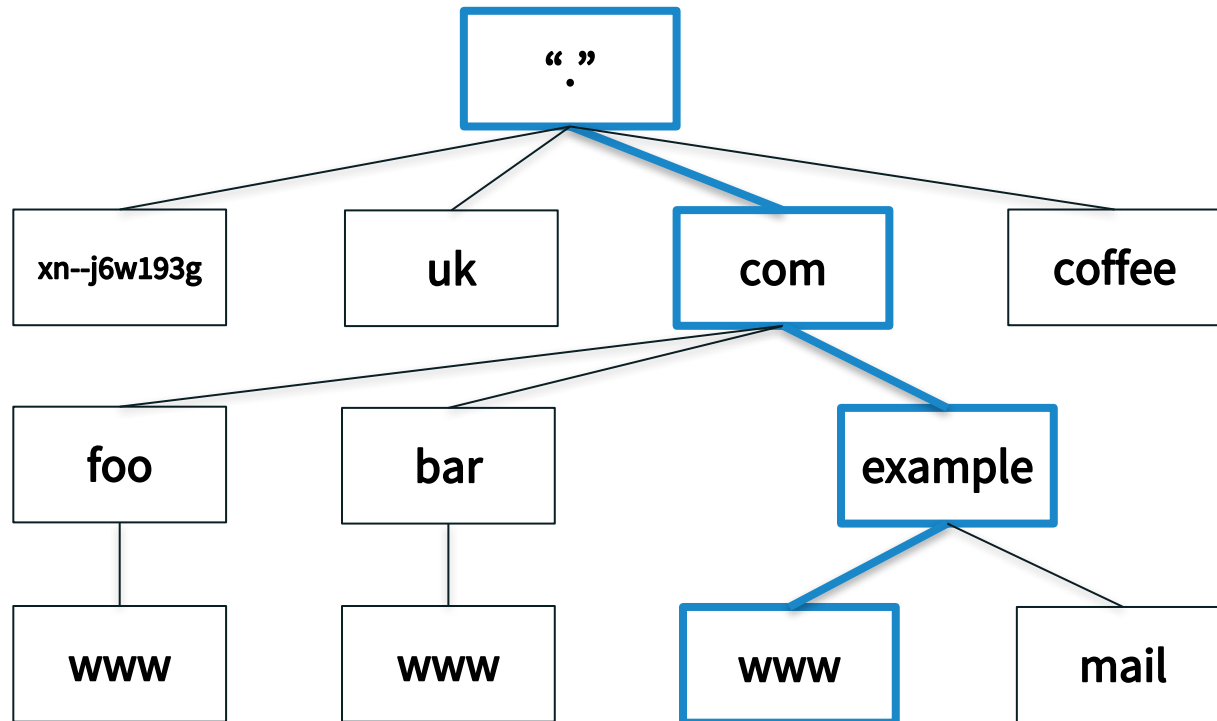 “.”
xn--j6w193g
uk
com
coffee
foo
bar
example
www
www
www
mail